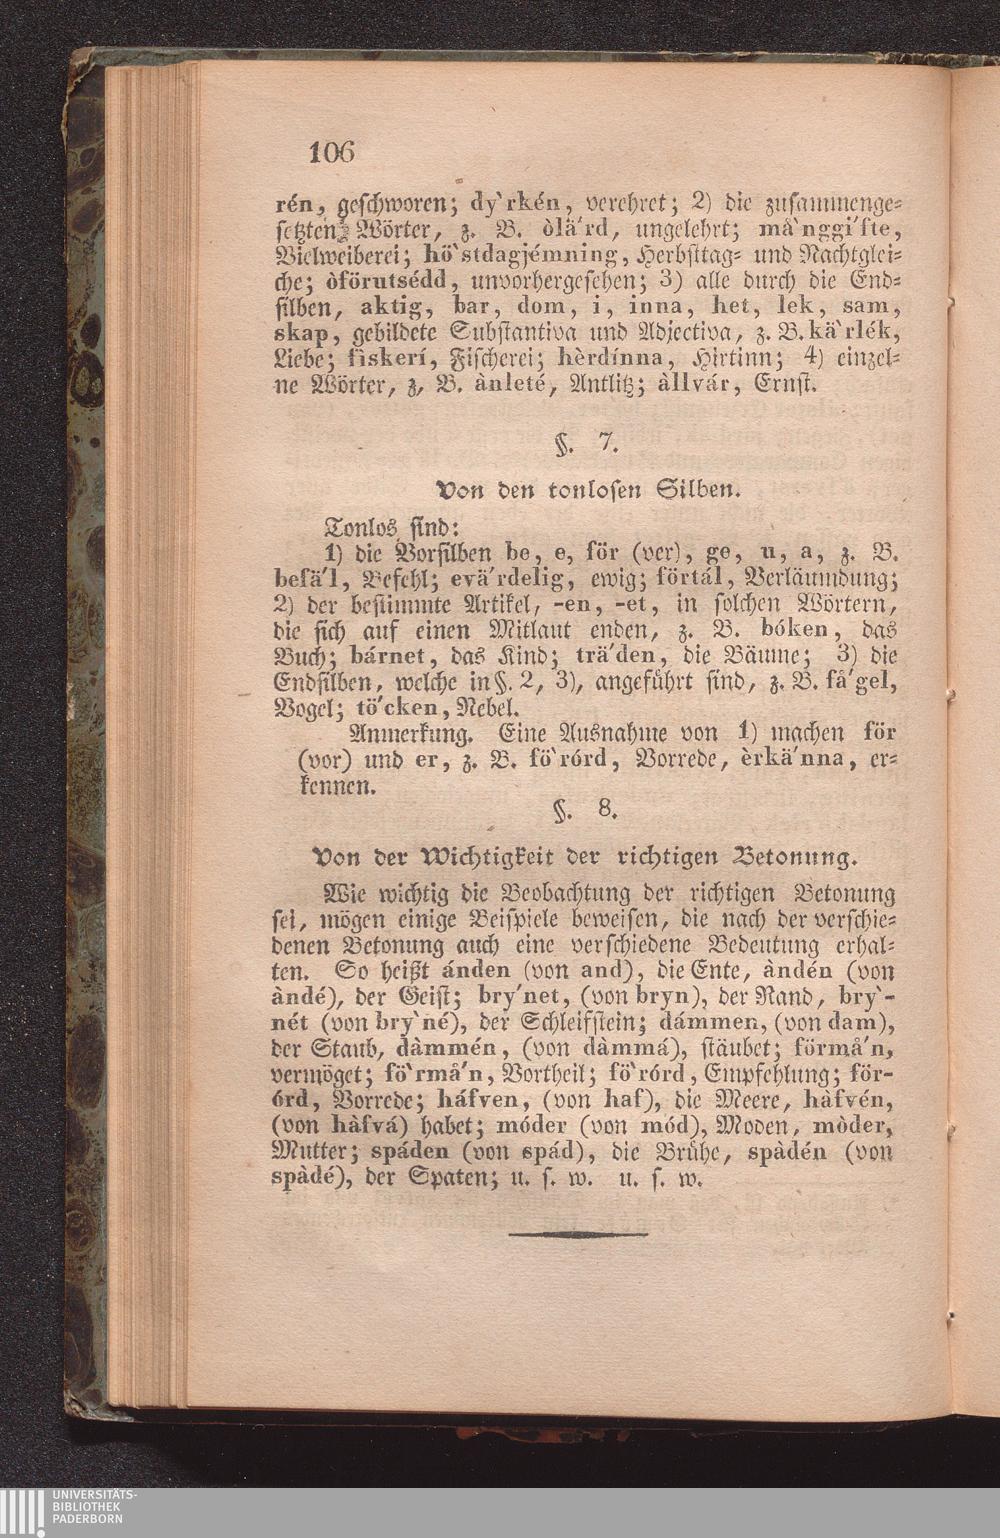 106
rén, geschworen; dy`rkén, verehret; 2) die zusammenge-
setzten Wörter, z. B. òlä´rd, ungelehrt; må`nggi´fte,
Vielweiberei; hö`stdagjémning, Herbsttag- und Nachtglei-
che; òförutsédd, unvorhergesehen; 3) alle durch die End-
silben, aktig, bar, dom, i, inna, het, lek, sam,
skap, gebildete Substantiva und Adjectiva, z. B. kä`rlék,
Liebe; fìskerí, Fischerei; hèrdínna, Hirtinn; 4) einzel-
ne Wörter, z. B. ànleté, Antlitz; àllvár, Ernst.
§. 7.
Von den tonlosen Silben.
Tonlos sind:
1) die Vorsilben be, e, för (ver), ge, u, a, z. B.
befä´l, Befehl; evä´rdelig, ewig; förtál, Verläumdung;
2) der bestimmte Artikel, -en, -et, in solchen Wörtern,
die sich auf einen Mitlaut enden, z. B. bóken, das
Buch; bárnet, das Kind; trä´den, die Bäume; 3) die
Endsilben, welche in §. 2, 3), angeführt sind, z. B. få´gel,
Vogel; tö´cken, Nebel.
Anmerkung. Eine Ausnahme von 1) machen för
(vor) und er, z. B. fö`rórd, Vorrede, èrkä´nna, er-
kennen.
§. 8.
Von der Wichtigkeit der richtigen Betonung.
Wie wichtig die Beobachtung der richtigen Betonung
sei, mögen einige Beispiele beweisen, die nach der verschie-
denen Betonung auch eine verschiedene Bedeutung erhal-
ten. So heißt ánden (von and), die Ente, àndén (von
àndé), der Geist; bry´net, (von bryn), der Rand, bry`-
nét (von bry`né), der Schleifstein; dámmen, (von dam),
der Staub, dàmmén, (von dàmmá), stäubet; förmå´n,
vermöget; fö`rmå´n, Vortheil; fö`rórd, Empfehlung; för-
órd, Vorrede; háfven, (von haf), die Meere, hàfvén,
(von hàfvá) habet; móder (von mód), Moden, mòder,
Mutter; spáden (von spád), die Brühe, spàdén (von
spàdé), der Spaten; u. s. w. u. s. w.
UNIVERSITÄTS-
BIBLIOTHEK
PADERBORN